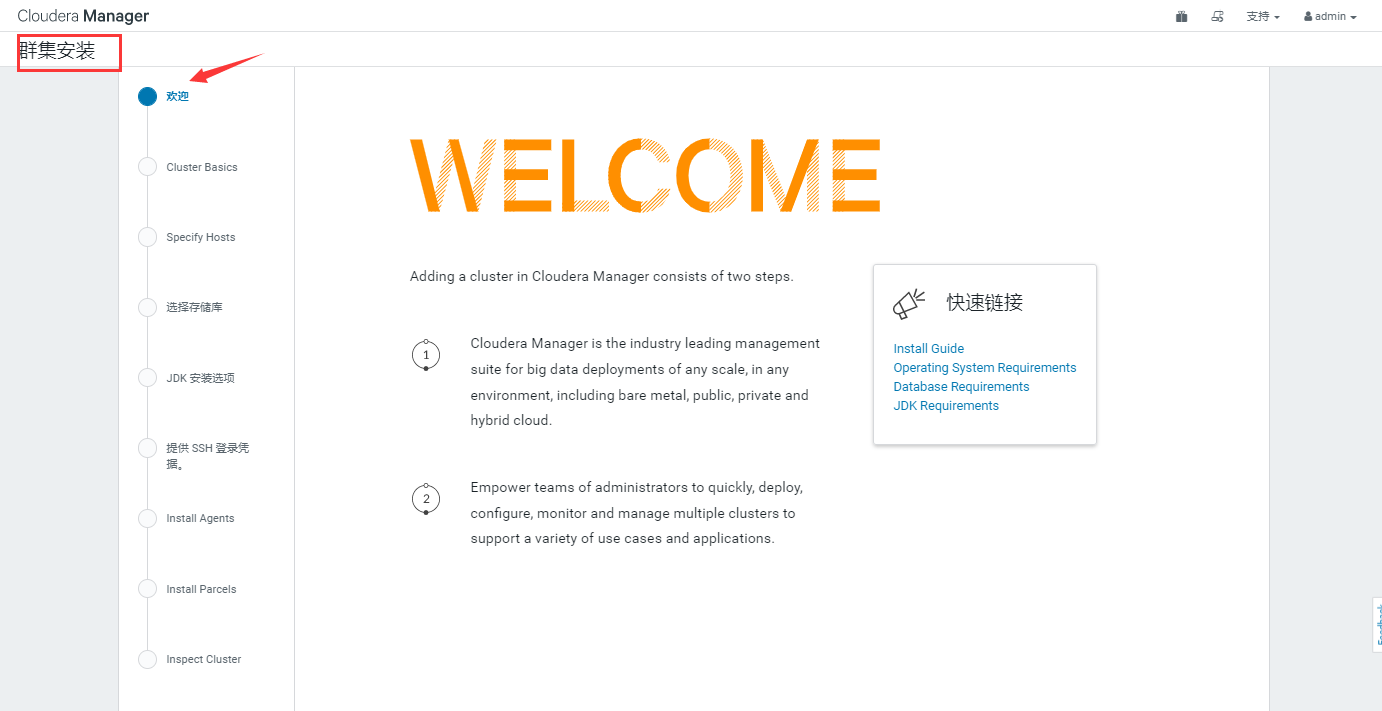 Cloudera Manager
支持
admin
群集安装
欢迎
Cluster Basics
Specify Hosts
选择存储库
JDK 安装选项
提供 SSH 登录凭
据。
Install Agents
Install Parcels
Inspect Cluster
WELCOME
Adding a cluster in Cloudera Manager consists of two steps.
1
Cloudera Manager is the industry leading management
suite for big data deployments of any scale, in any
environment, including bare metal, public, private and
hybrid cloud.
2
Empower teams of administrators to quickly, deploy,
configure, monitor and manage multiple clusters to
support a variety of use cases and applications.
快速链接
Install Guide
Operating System Requirements
Database Requirements
JDK Requirements
Feedback